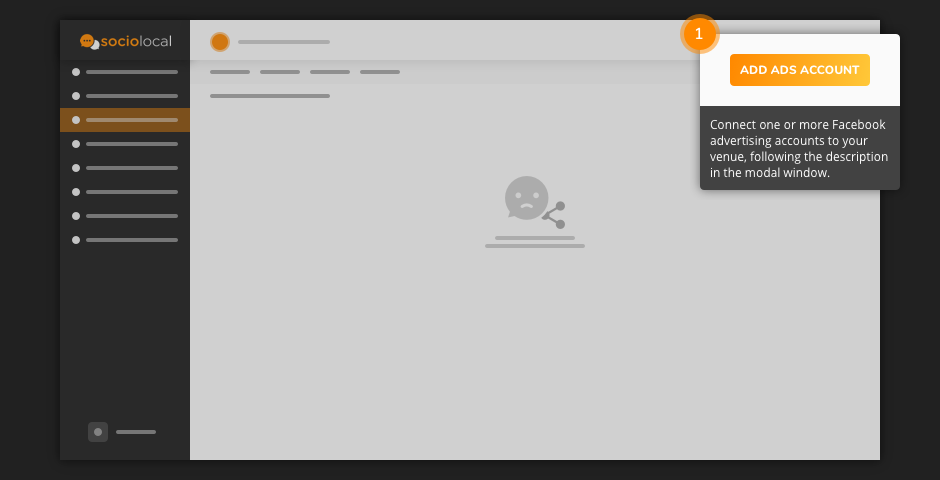 sociolocal
1
ADD ADS ACCOUNT
Connect one or more Facebook
advertising accounts to your
venue, following the description
in the modal window.